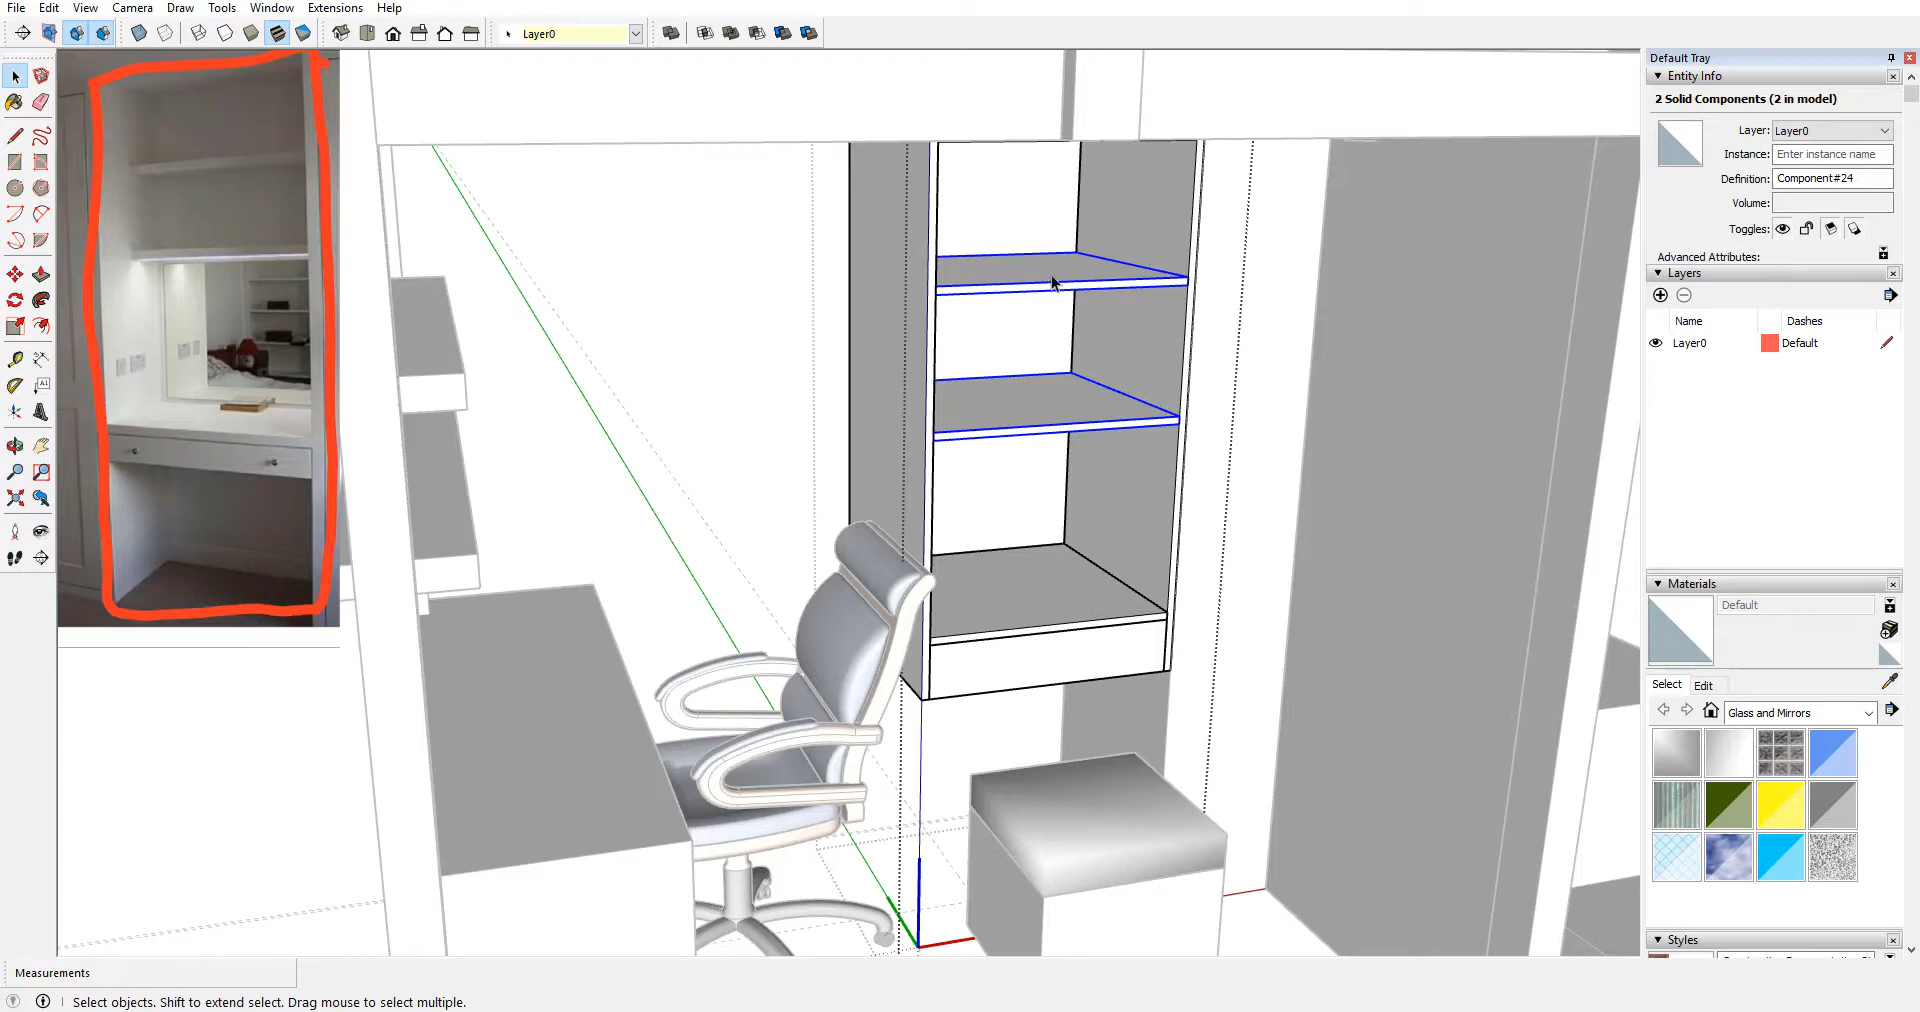 File Edit View Camera Draw Tools Window Extensions Help
Layer0
Default Tray
Entity Info
2 Solid Components (2 in model)
Layer: Layer0
Instance: Enter instance name
Definition: Component#24
Volume:
Toggles:
Advanced Attributes:
Layers
Name Dashes
Layer0 Default
Materials
Default
Select Edit
Glass and Mirrors
Styles
Measurements
Select objects. Shift to extend select. Drag mouse to select multiple.